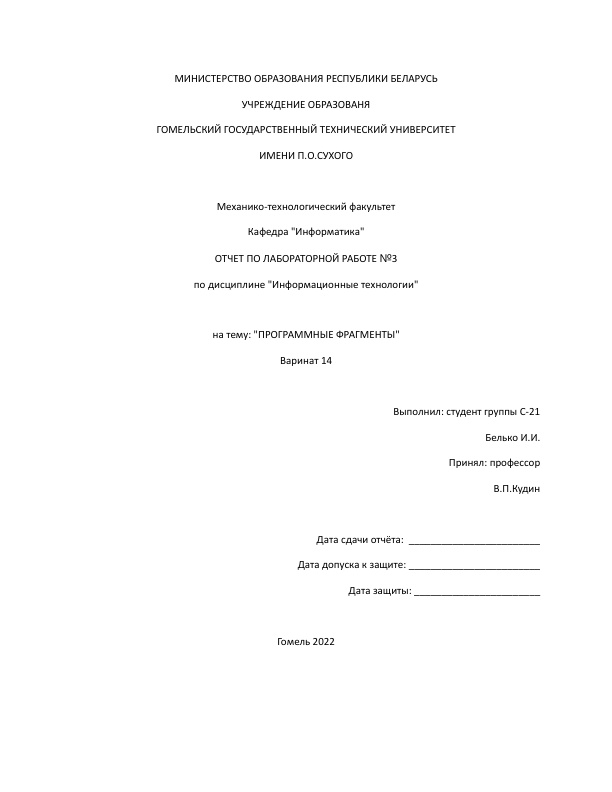 МИНИСТЕРСТВО ОБРАЗОВАНИЯ РЕСПУБЛИКИ БЕЛАРУСЬ
УЧРЕЖДЕНИЕ ОБРАЗОВАНЯ
ГОМЕЛЬСКИЙ ГОСУДАРСТВЕННЫЙ ТЕХНИЧЕСКИЙ УНИВЕРСИТЕТ
ИМЕНИ П.О.СУХОГО
Механико-технологический факультет
Кафедра "Информатика"
ОТЧЕТ ПО ЛАБОРАТОРНОЙ РАБОТЕ №3
по дисциплине "Информационные технологии"
на тему: "ПРОГРАММНЫЕ ФРАГМЕНТЫ"
Варинат 14
Выполнил: студент группы С-21
Белько И.И.
Принял: профессор
В.П.Кудин
Дата сдачи отчёта: ________________________
Дата допуска к защите: ________________________
Дата защиты: _______________________
Гомель 2022